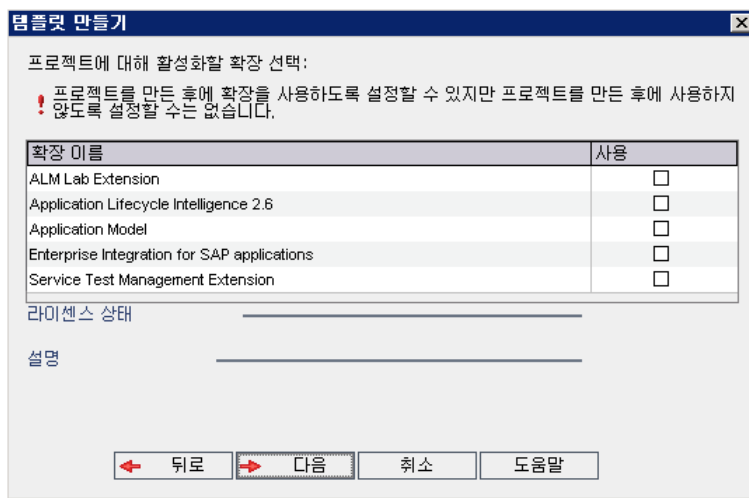 템플릿 만들기
프로젝트에 대해 활성화할 확장 선택:
프로젝트를 만든 후에 확장을 사용하도록 설정할 수 있지만 프로젝트를 만든 후에 사용하지
않도록 설정할 수는 없습니다.
확장 이름 사용
ALM Lab Extension
Application Lifecycle Intelligence 2.6
Application Model
Enterprise Integration for SAP applications
Service Test Management Extension
라이센스 상태
설명
뒤로 다음 취소 도움말